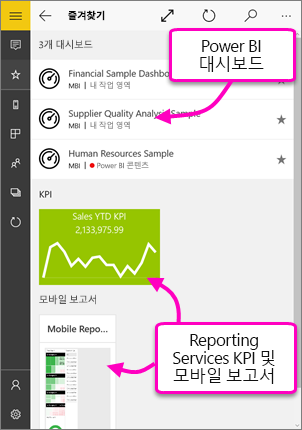 즐겨찾기
3개 대시보드
Financial Sample Dashbo
MBI | 내 작업 영역
Supplier Quality Analysis Sample
MBI | 내 작업 영역
Human Resources Sample
MBI | Power BI 콘텐츠
Power BI
대시보드
KPI
Sales YTD KPI
2,133,975.99
모바일 보고서
Mobile Repo...
Reporting
Services KPI 및
모바일 보고서